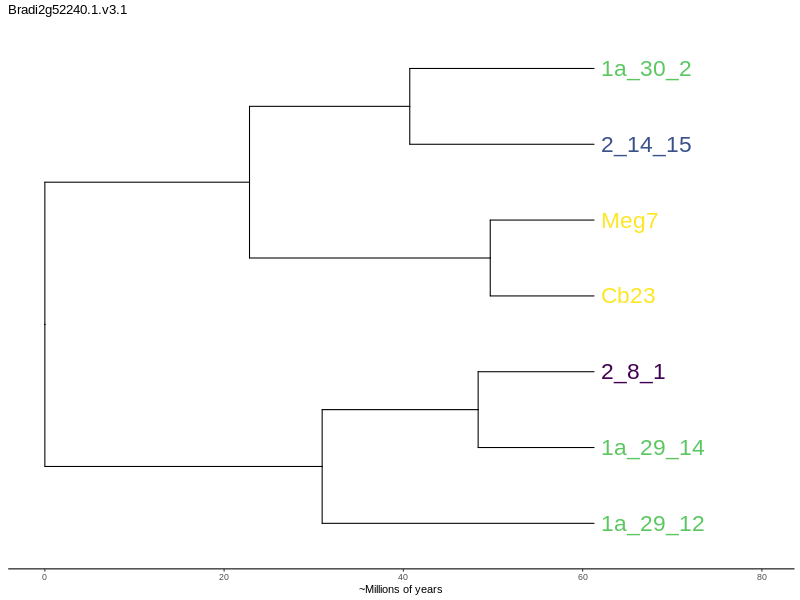 Bradi2g52240.1.v3.1
1a_30_2
2_14_15
Meg7
Cb23
2_8_1
1a_29_14
1a_29_12
0 20 40 60 80
~Millions of years